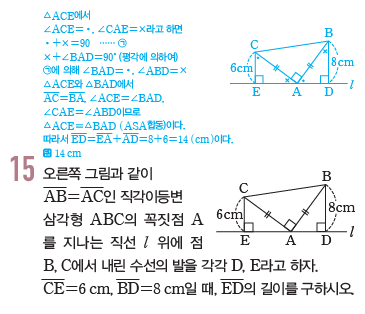 △ACE에서
∠ACE=•, ∠CAE=×라고 하면
•+×=90 ······ ㉠
×+∠BAD=90° (평각에 의하여)
㉠에 의해 ∠BAD=•, ∠ABD=×
△ACE와 △BAD에서
AC=BA, ∠ACE=∠BAD,
∠CAE=∠ABD이므로
△ACE≡△BAD (ASA합동)이다.
따라서 ED=EA+AD=8+6=14 (cm)이다.
답 14 cm
B
C
6cm
8cm
E A D l
15 오른쪽 그림과 같이
AB=AC인 직각이등변
삼각형 ABC의 꼭짓점 A
를 지나는 직선 l 위에 점
B, C에서 내린 수선의 발을 각각 D, E라고 하자.
CE=6 cm, BD=8 cm일 때, ED의 길이를 구하시오.
B
C
6cm
8cm
E A D l